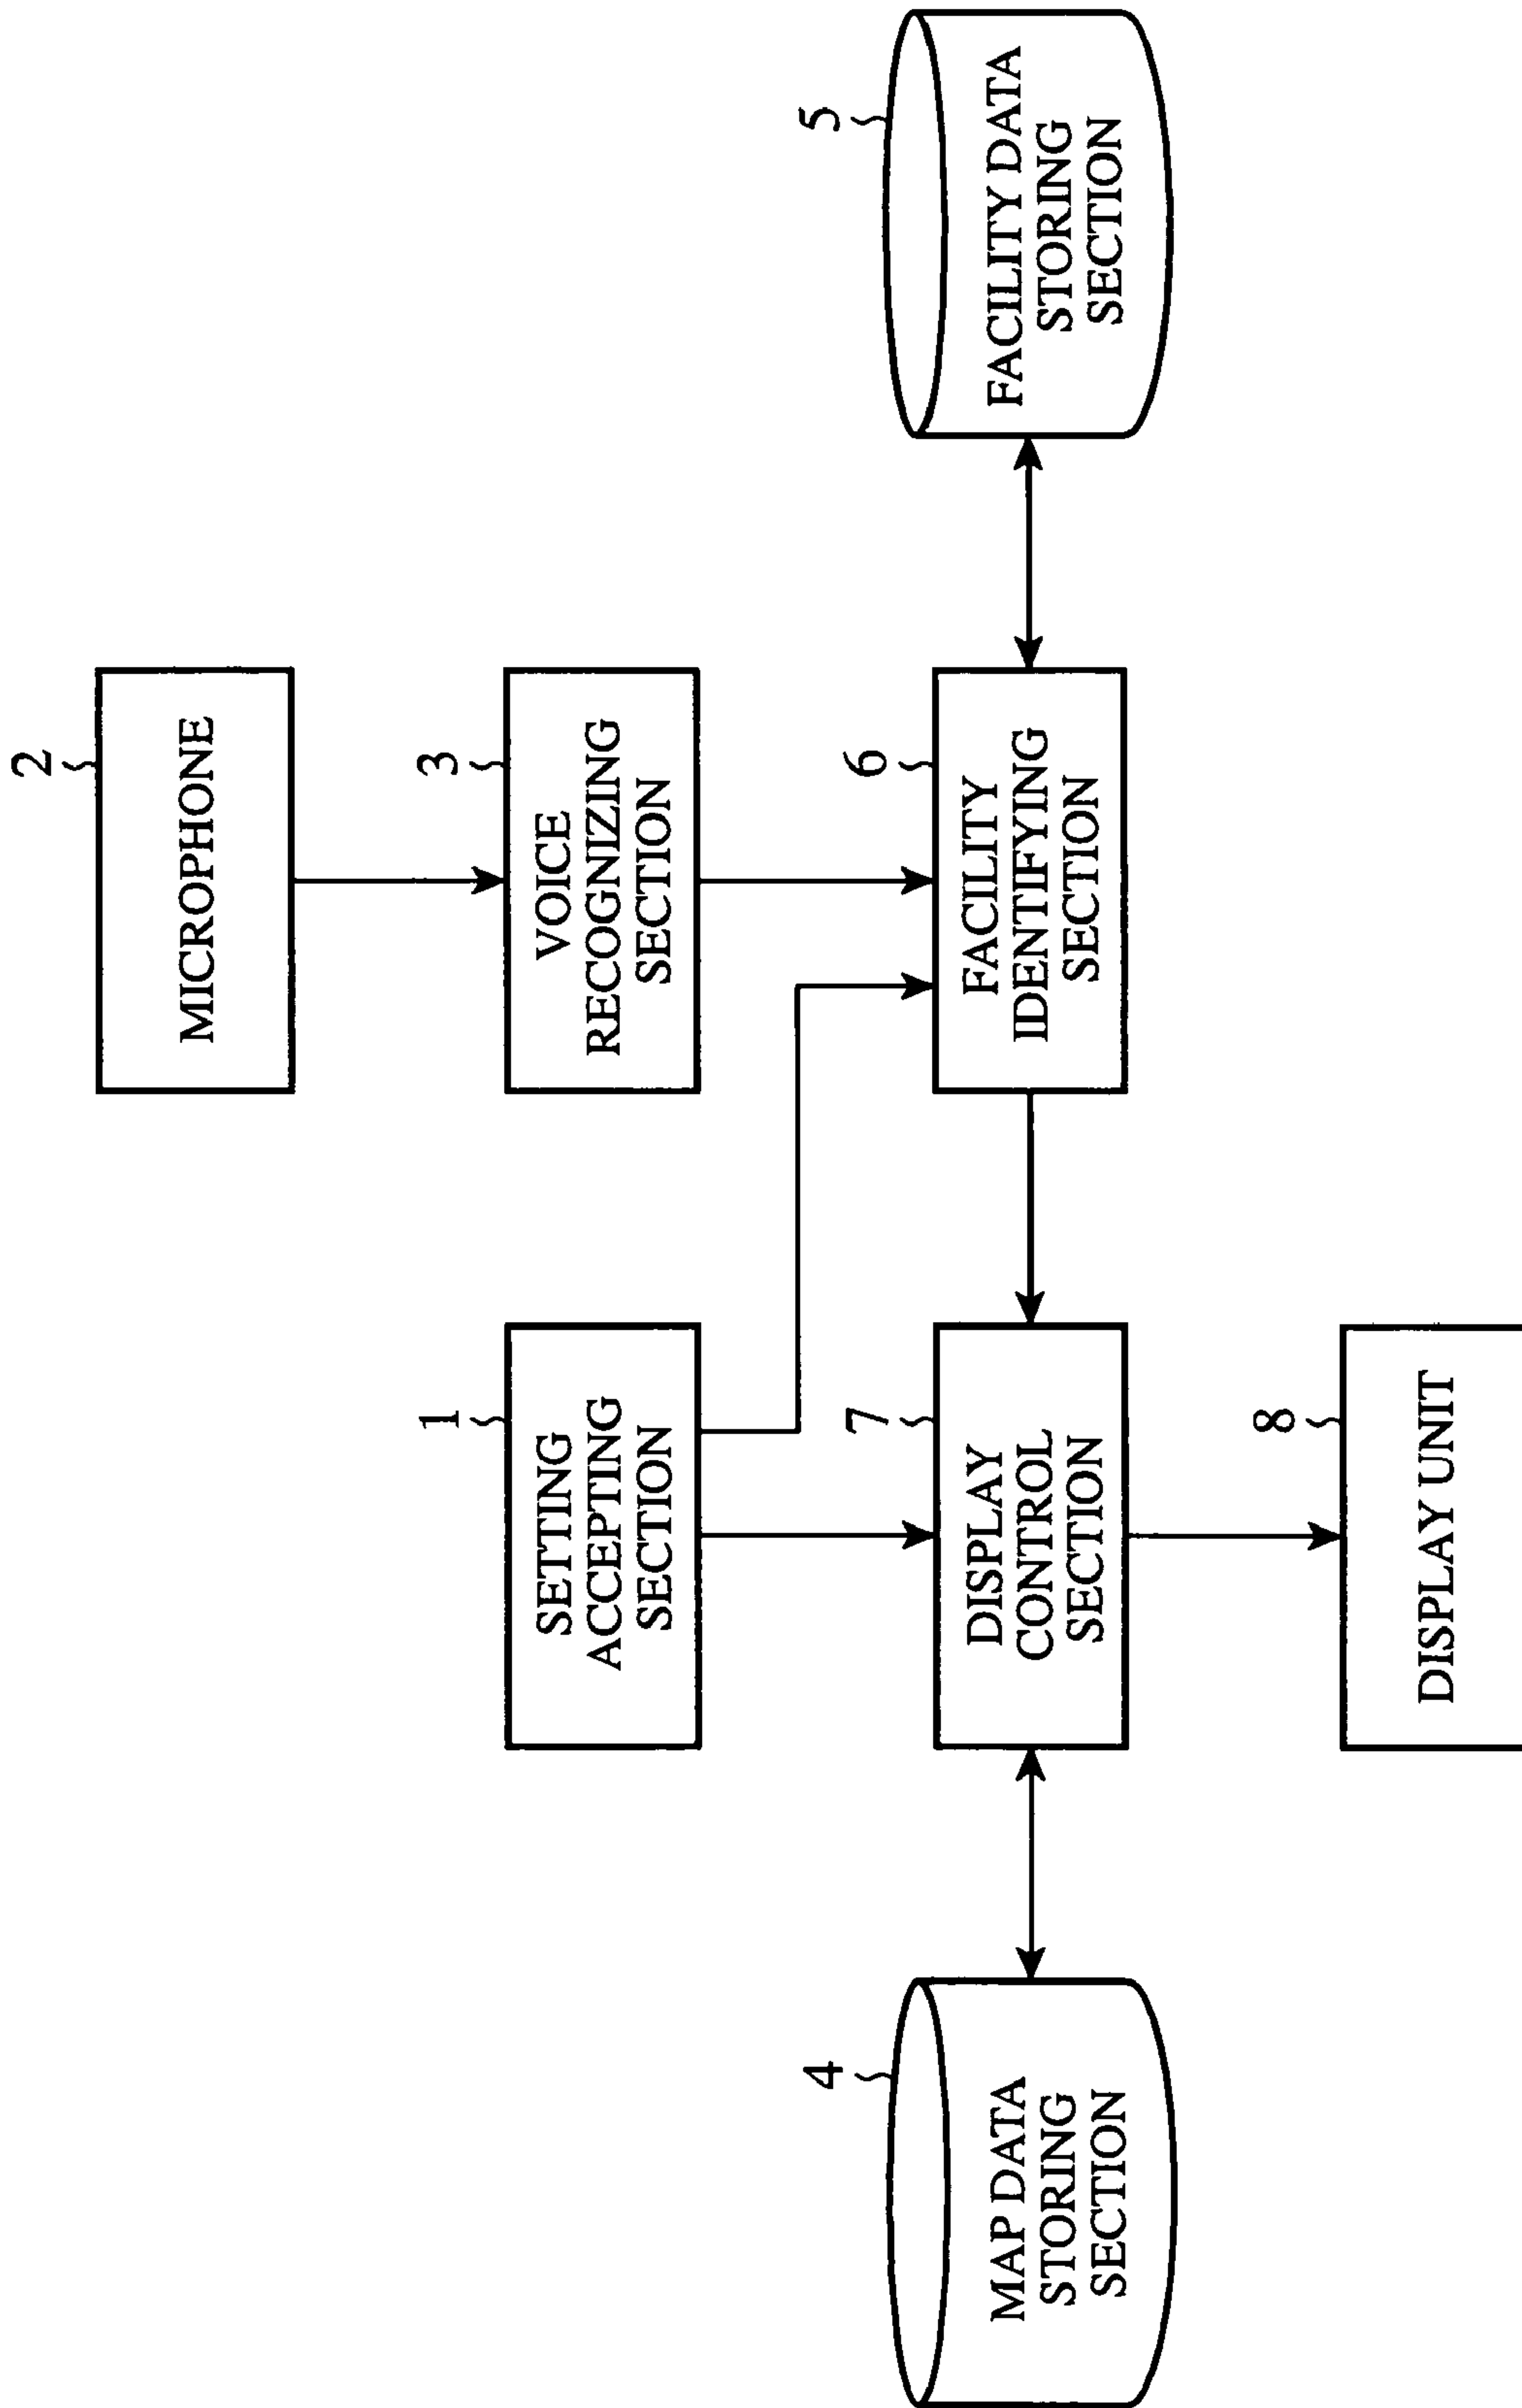 2
MICROPHONE
1
SETTING
ACCEPTING
SECTION
3
VOICE
RECOGNIZING
SECTION
4
MAP DATA
STORING
SECTION
7
DISPLAY
CONTROL
SECTION
6
FACILITY
IDENTIFYING
SECTION
5
FACILITY DATA
STORING
SECTION
8
DISPLAY UNIT